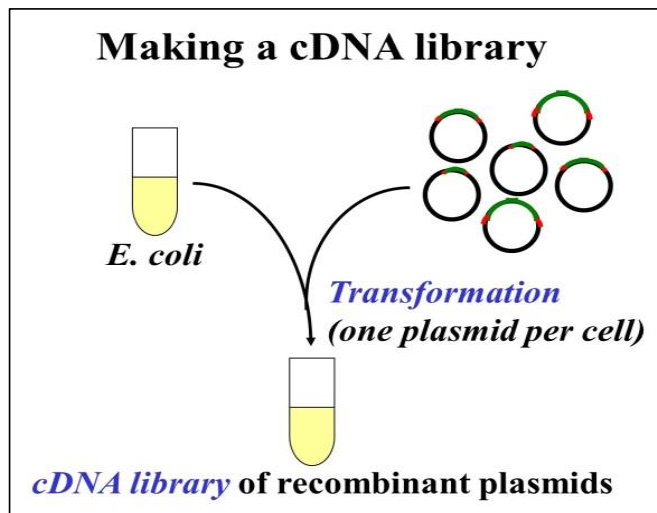 Making a cDNA library
E. coli
Transformation
(one plasmid per cell)
cDNA library of recombinant plasmids